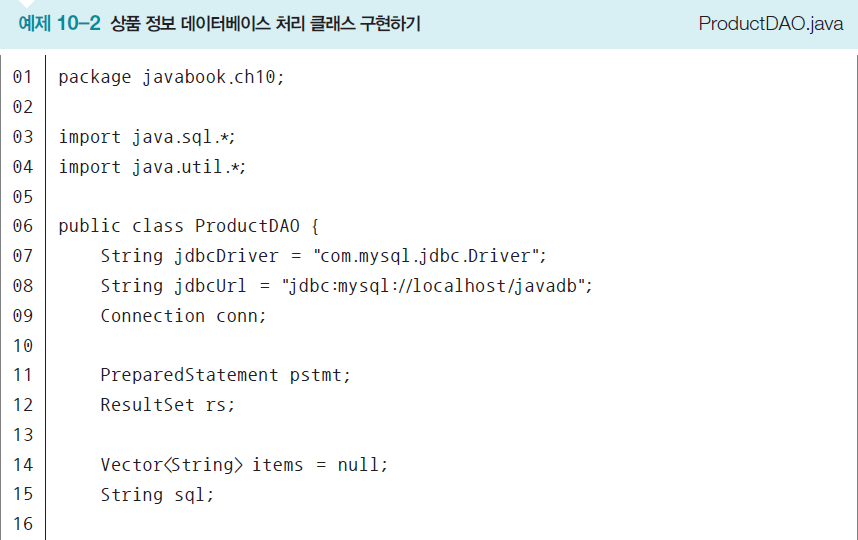 예제 10-2 상품 정보 데이터베이스 처리 클래스 구현하기 ProductDAO.java
01 package javabook.ch10;
02
03 import java.sql.*;
04 import java.util.*;
05
06 public class ProductDAO {
07     String jdbcDriver = "com.mysql.jdbc.Driver";
08     String jdbcUrl = "jdbc:mysql://localhost/javadb";
09     Connection conn;
10
11     PreparedStatement pstmt;
12     ResultSet rs;
13
14     Vector<String> items = null;
15     String sql;
16